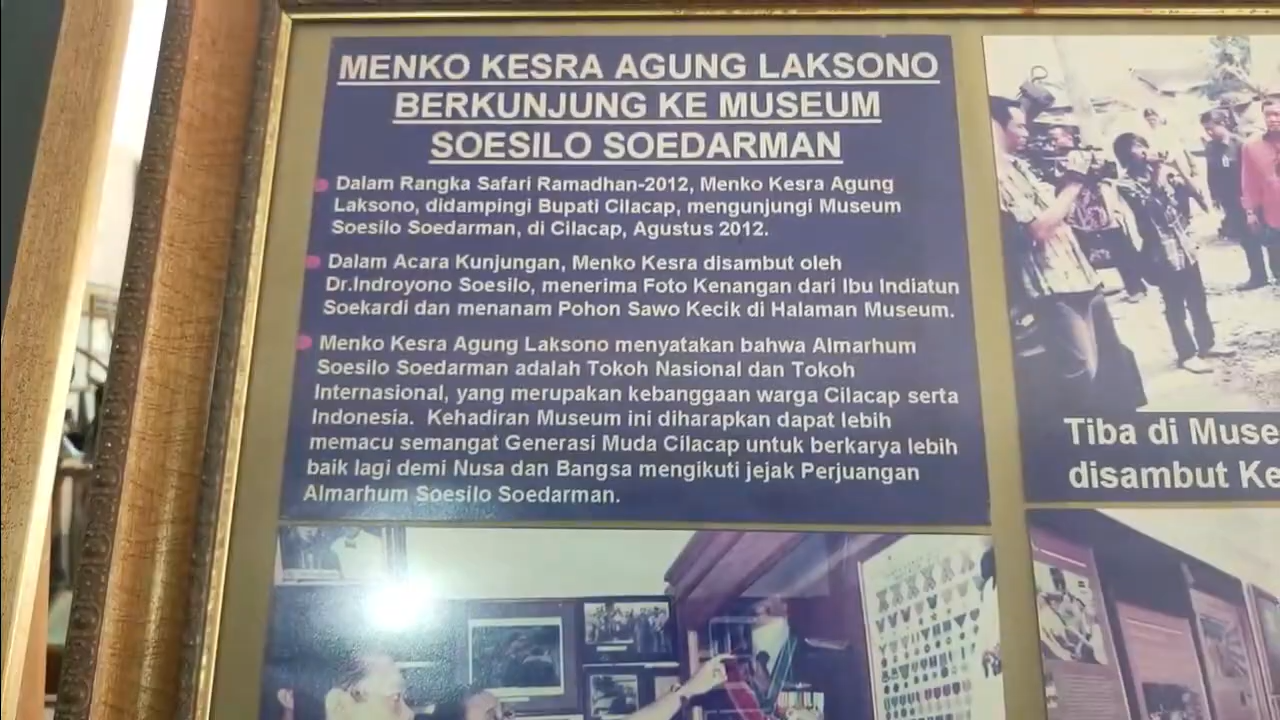 MENKO KESRA AGUNG LAKSONO
BERKUNJUNG KE MUSEUM
SOESILO SOEDARMAN
Dalam Rangka Safari Ramadhan-2012, Menko Kesra Agung
Laksono, didampingi Bupati Cilacap, mengunjungi Museum
Soesilo Soedarman, di Cilacap, Agustus 2012.
Dalam Acara Kunjungan, Menko Kesra disambut oleh
Dr.Indroyono Soesilo, menerima Foto Kenangan dari Ibu Indiatun
Soekardi dan menanam Pohon Sawo Kecik di Halaman Museum.
Menko Kesra Agung Laksono menyatakan bahwa Almarhum
Soesilo Soedarman adalah Tokoh Nasional dan Tokoh
Internasional, yang merupakan kebanggaan warga Cilacap serta
Indonesia. Kehadiran Museum ini diharapkan dapat lebih
memacu semangat Generasi Muda Cilacap untuk berkarya lebih
baik lagi demi Nusa dan Bangsa mengikuti jejak Perjuangan
Almarhum Soesilo Soedarman.
Tiba di Muse
disambut Ke